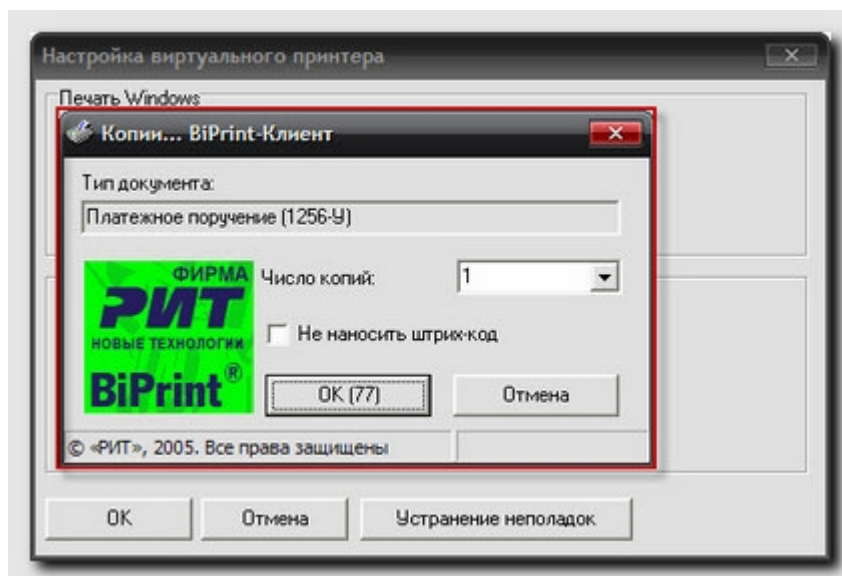 Настройка виртуального принтера
Печать Windows
Копии... BiPrint-Клиент
Тип документа:
Платежное поручение (1256-У)
ФИРМА
РИТ
НОВЫЕ ТЕХНОЛОГИИ
BiPrint®
Число копий:
1
Не наносить штрих-код
OK (77)
Отмена
© «РИТ», 2005. Все права защищены
OK
Отмена
Устранение неполадок